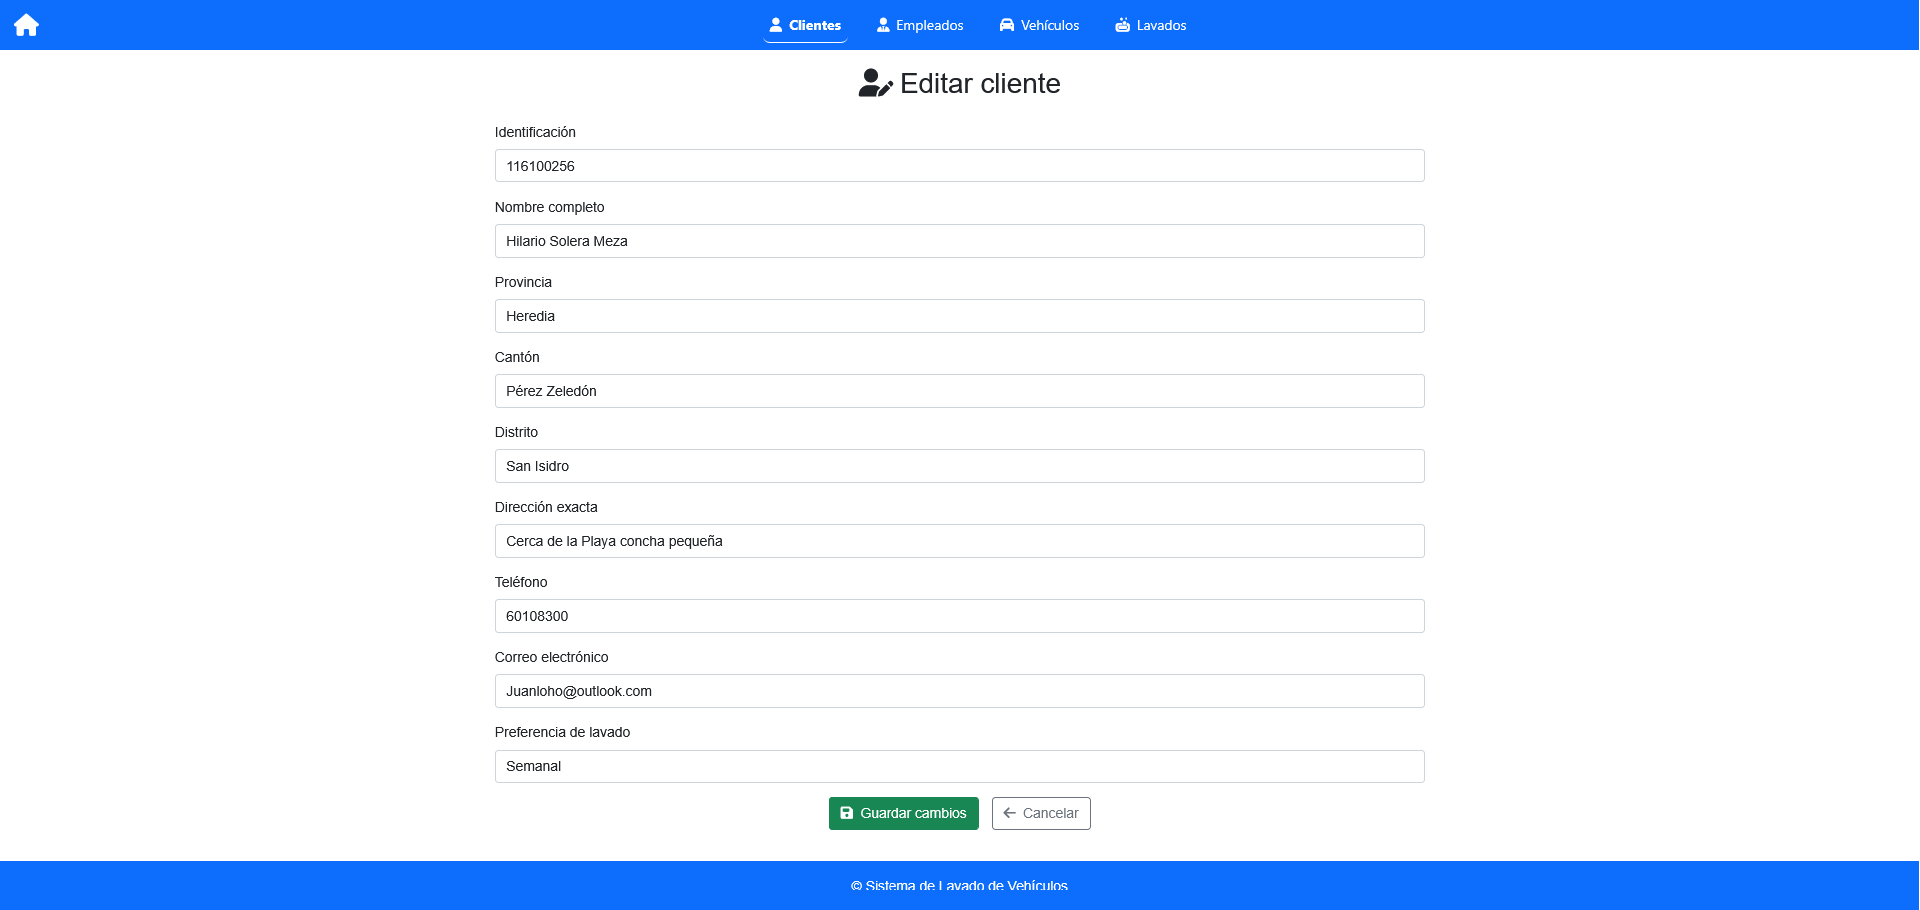 Clientes Empleados Vehículos Lavados
Editar cliente
Identificación
116100256
Nombre completo
Hilario Solera Meza
Provincia
Heredia
Cantón
Pérez Zeledón
Distrito
San Isidro
Dirección exacta
Cerca de la Playa concha pequeña
Teléfono
60108300
Correo electrónico
Juanloho@outlook.com
Preferencia de lavado
Semanal
Guardar cambios Cancelar
© Sistema de Lavado de Vehículos